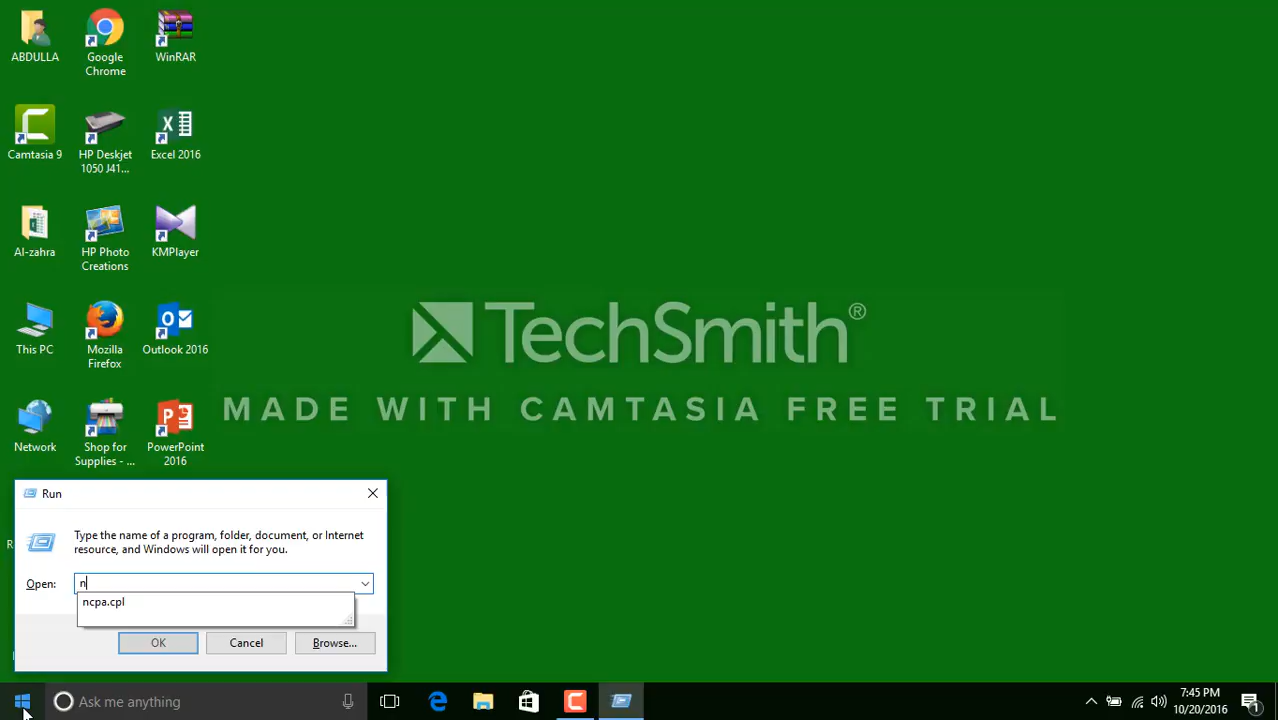 ABDULLA
Google
Chrome
WinRAR
Camtasia 9
HP Deskjet
1050 J41...
Excel 2016
Al-zahra
HP Photo
Creations
KMPlayer
This PC
Mozilla
Firefox
Outlook 2016
Network
Shop for
Supplies - ...
PowerPoint
2016
TechSmith®
MADE WITH CAMTASIA FREE TRIAL
Run
Type the name of a program, folder, document, or Internet
resource, and Windows will open it for you.
Open: n
ncpa.cpl
OK Cancel Browse...
Ask me anything
7:45 PM
10/20/2016
1